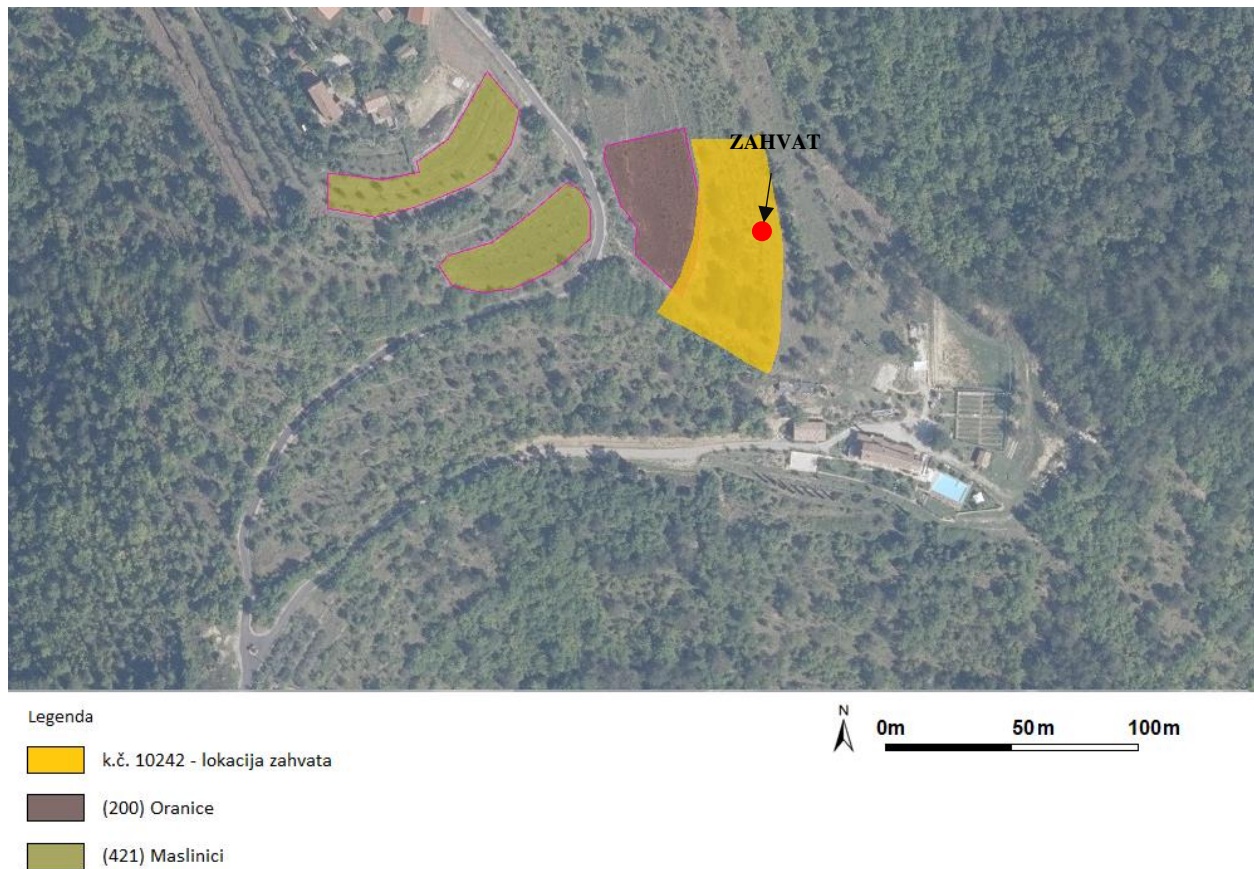 ZAHVAT
Legenda
k.č. 10242 - lokacija zahvata
(200) Oranice
(421) Maslinici
N
0m 50m 100m